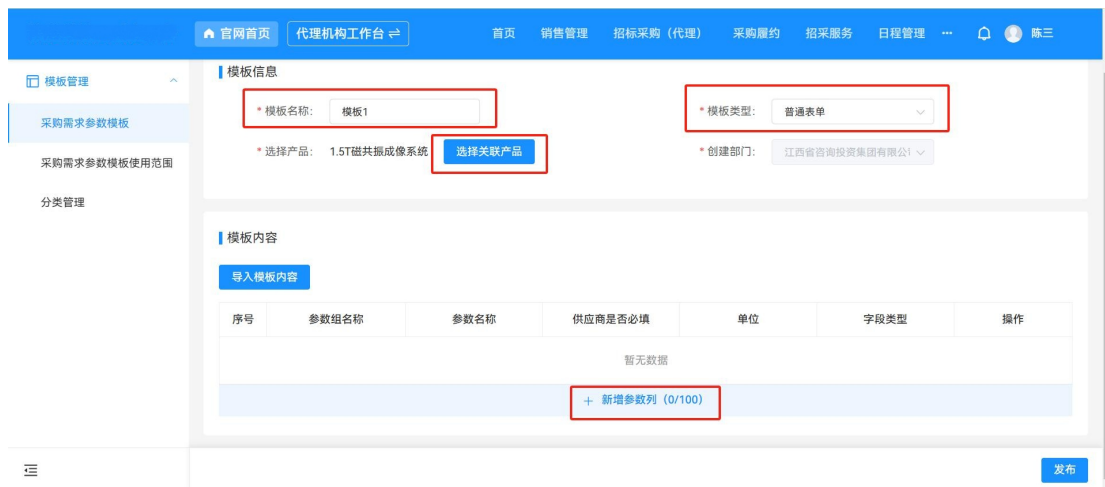 官网首页 代理机构工作台 ⇌ 首页 销售管理 招标采购（代理） 采购履约 招采服务 日程管理 ··· 陈三
模板管理
采购需求参数模板
采购需求参数模板使用范围
分类管理
模板信息
* 模板名称： 模板1 * 模板类型： 普通表单
* 选择产品： 1.5T磁共振成像系统 选择关联产品 * 创建部门： 江西省咨询投资集团有限公
模板内容
导入模板内容
序号 参数组名称 参数名称 供应商是否必填 单位 字段类型 操作
暂无数据
＋ 新增参数列（0/100）
发布